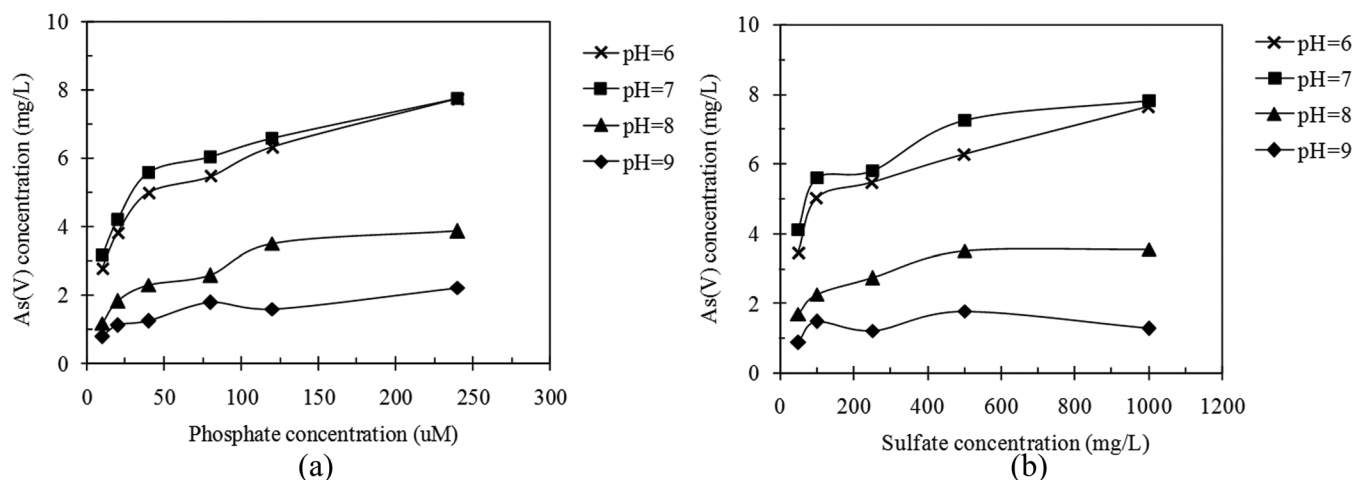 10
8
6
4
2
0
As(V) concentration (mg/L)
0 50 100 150 200 250 300
Phosphate concentration (uM)
pH=6
pH=7
pH=8
pH=9
(a)
10
8
6
4
2
0
As(V) concentration (mg/L)
0 200 400 600 800 1000 1200
Sulfate concentration (mg/L)
pH=6
pH=7
pH=8
pH=9
(b)